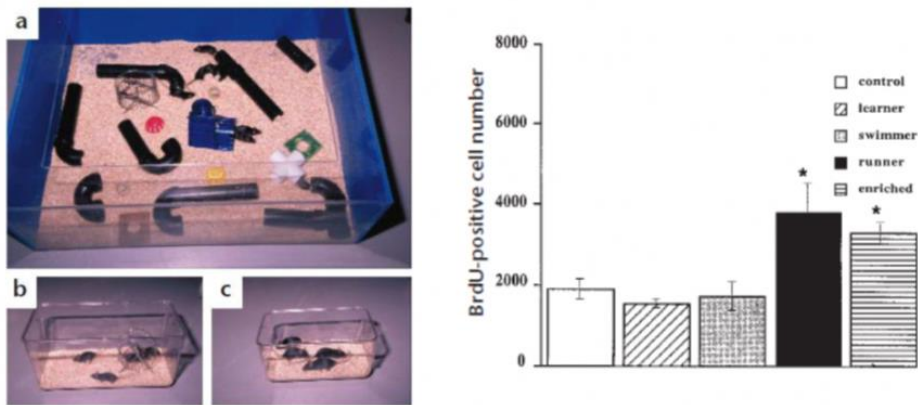 a
b
c
BrdU-positive cell number
8000
6000
4000
2000
0
control
learner
swimmer
runner
enriched
*
*